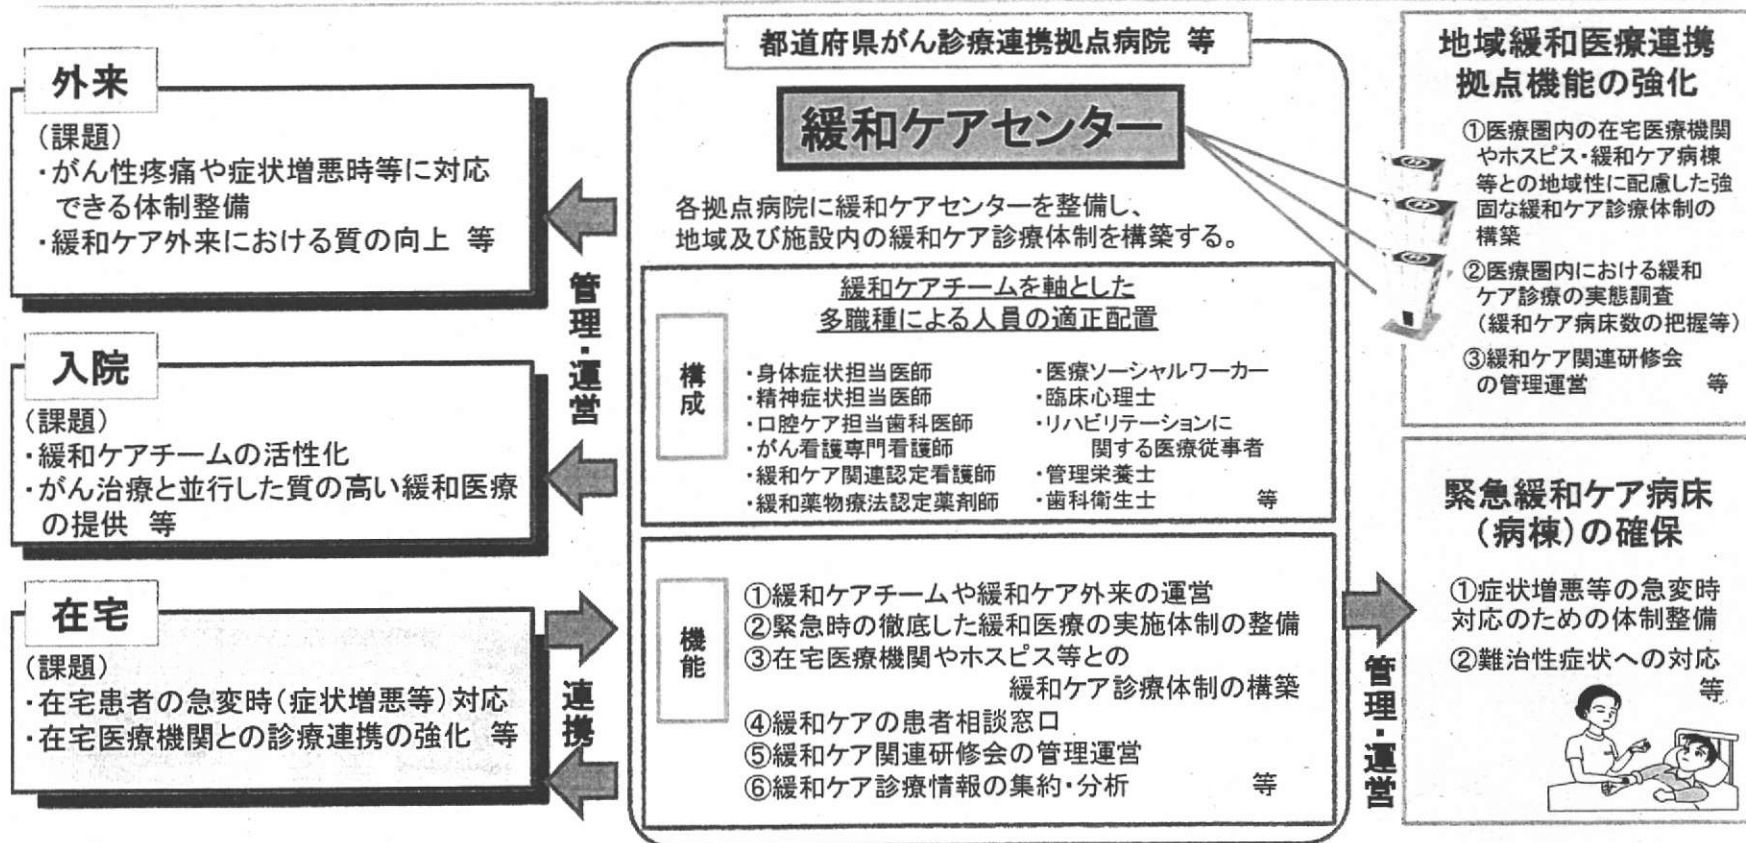 外来
(課題)
・がん性疼痛や症状増悪時等に対応
できる体制整備
・緩和ケア外来における質の向上 等
入院
(課題)
・緩和ケアチームの活性化
・がん治療と並行した質の高い緩和医療
の提供 等
在宅
(課題)
・在宅患者の急変時(症状増悪等)対応
・在宅医療機関との診療連携の強化 等
管理・運営
連携
都道府県がん診療連携拠点病院 等
緩和ケアセンター
各拠点病院に緩和ケアセンターを整備し、
地域及び施設内の緩和ケア診療体制を構築する。
緩和ケアチームを軸とした
多職種による人員の適正配置
構成
・身体症状担当医師
・精神症状担当医師
・口腔ケア担当歯科医師
・がん看護専門看護師
・緩和ケア関連認定看護師
・緩和薬物療法認定薬剤師
・医療ソーシャルワーカー
・臨床心理士
・リハビリテーションに
関する医療従事者
・管理栄養士
・歯科衛生士 等
機能
①緩和ケアチームや緩和ケア外来の運営
②緊急時の徹底した緩和医療の実施体制の整備
③在宅医療機関やホスピス等との
緩和ケア診療体制の構築
④緩和ケアの患者相談窓口
⑤緩和ケア関連研修会の管理運営
⑥緩和ケア診療情報の集約・分析 等
管理・運営
地域緩和医療連携
拠点機能の強化
①医療圏内の在宅医療機関
やホスピス・緩和ケア病棟
等との地域性に配慮した強
固な緩和ケア診療体制の
構築
②医療圏内における緩和
ケア診療の実態調査
(緩和ケア病床数の把握等)
③緩和ケア関連研修会
の管理運営 等
緊急緩和ケア病床
(病棟)の確保
①症状増悪等の急変時
対応のための体制整備
②難治性症状への対応
等